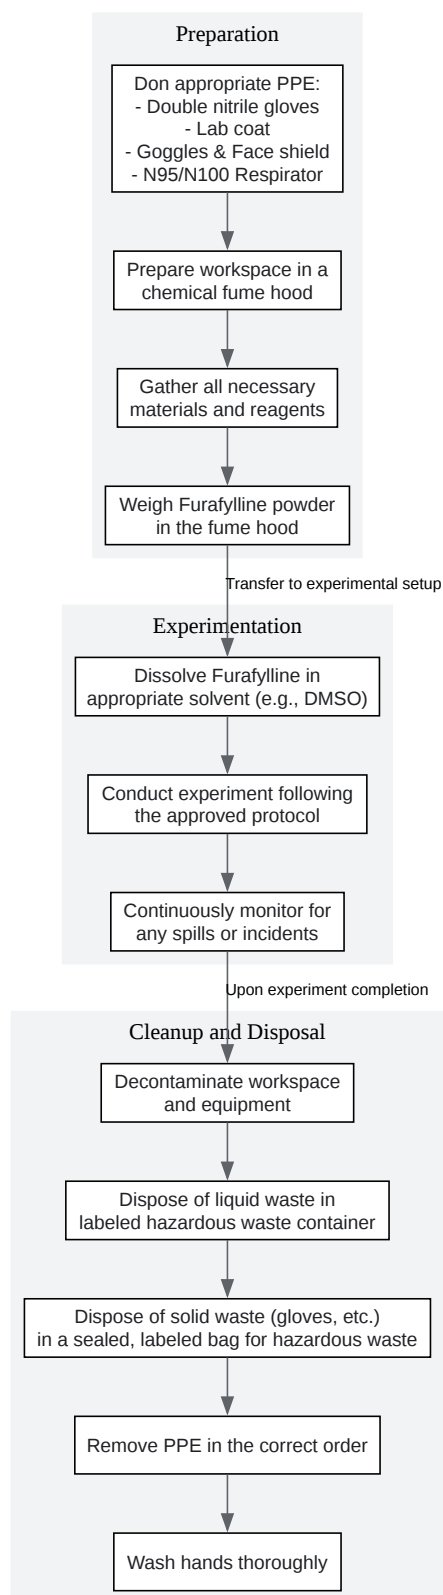 Preparation
Don appropriate PPE:
- Double nitrile gloves
- Lab coat
- Goggles & Face shield
- N95/N100 Respirator
Prepare workspace in a
chemical fume hood
Gather all necessary
materials and reagents
Weigh Furafylline powder
in the fume hood
Transfer to experimental setup
Experimentation
Dissolve Furafylline in
appropriate solvent (e.g., DMSO)
Conduct experiment following
the approved protocol
Continuously monitor for
any spills or incidents
Upon experiment completion
Cleanup and Disposal
Decontaminate workspace
and equipment
Dispose of liquid waste in
labeled hazardous waste container
Dispose of solid waste (gloves, etc.)
in a sealed, labeled bag for hazardous waste
Remove PPE in the correct order
Wash hands thoroughly